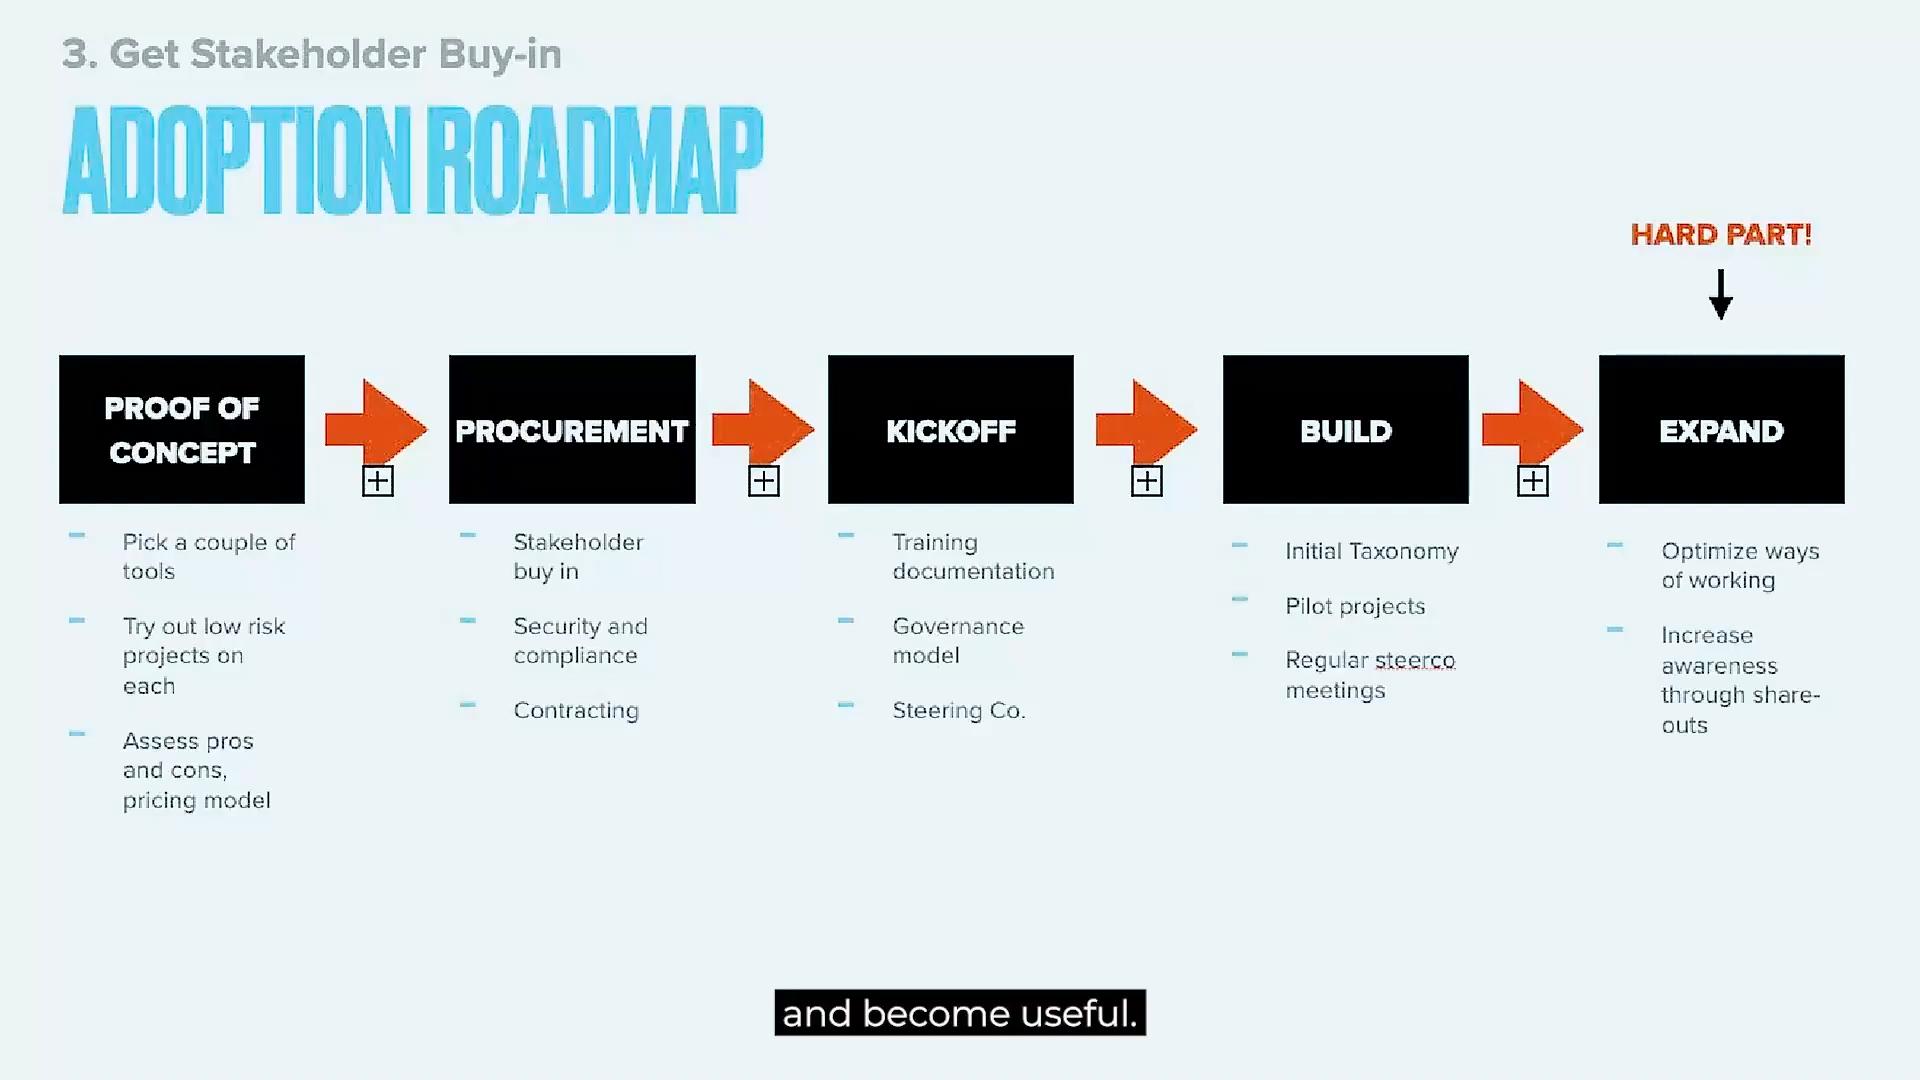 3. Get Stakeholder Buy-in
ADOPTION ROADMAP
HARD PART!
PROOF OF
CONCEPT
PROCUREMENT
KICKOFF
BUILD
EXPAND
Pick a couple of
tools
Try out low risk
projects on
each
Assess pros
and cons,
pricing model
Stakeholder
buy in
Security and
compliance
Contracting
Training
documentation
Governance
model
Steering Co.
Initial Taxonomy
Pilot projects
Regular steerco
meetings
Optimize ways
of working
Increase
awareness
through share-
outs
and become useful.